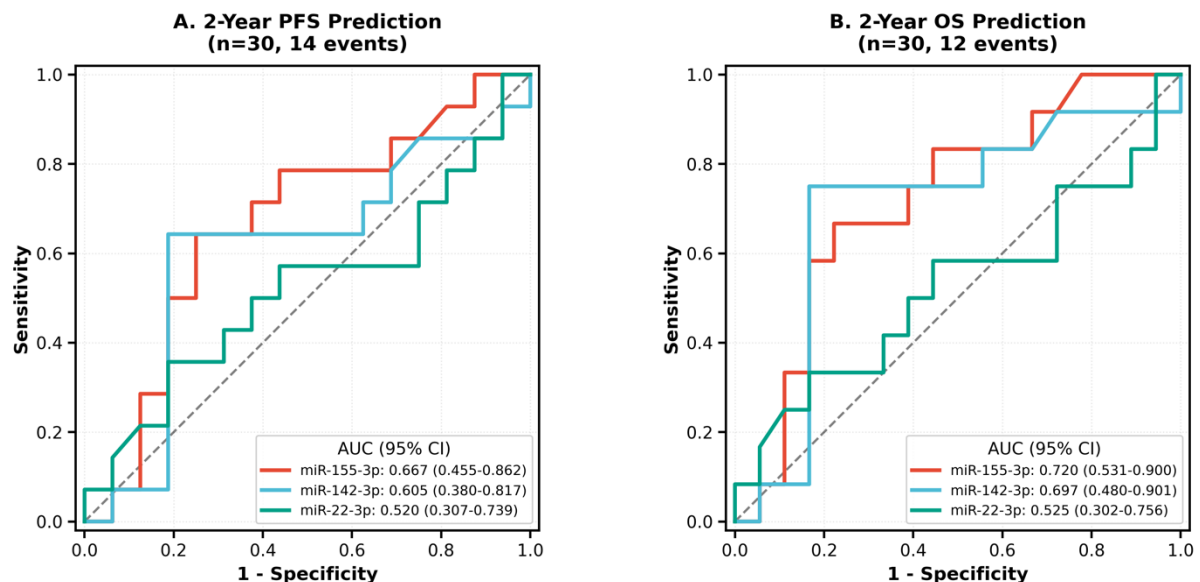 A. 2-Year PFS Prediction
(n=30, 14 events)
1.0
0.8
0.6
0.4
0.2
0.0
Sensitivity
0.0 0.2 0.4 0.6 0.8 1.0
1 - Specificity
AUC (95% CI)
miR-155-3p: 0.667 (0.455-0.862)
miR-142-3p: 0.605 (0.380-0.817)
miR-22-3p: 0.520 (0.307-0.739)
B. 2-Year OS Prediction
(n=30, 12 events)
1.0
0.8
0.6
0.4
0.2
0.0
Sensitivity
0.0 0.2 0.4 0.6 0.8 1.0
1 - Specificity
AUC (95% CI)
miR-155-3p: 0.720 (0.531-0.900)
miR-142-3p: 0.697 (0.480-0.901)
miR-22-3p: 0.525 (0.302-0.756)